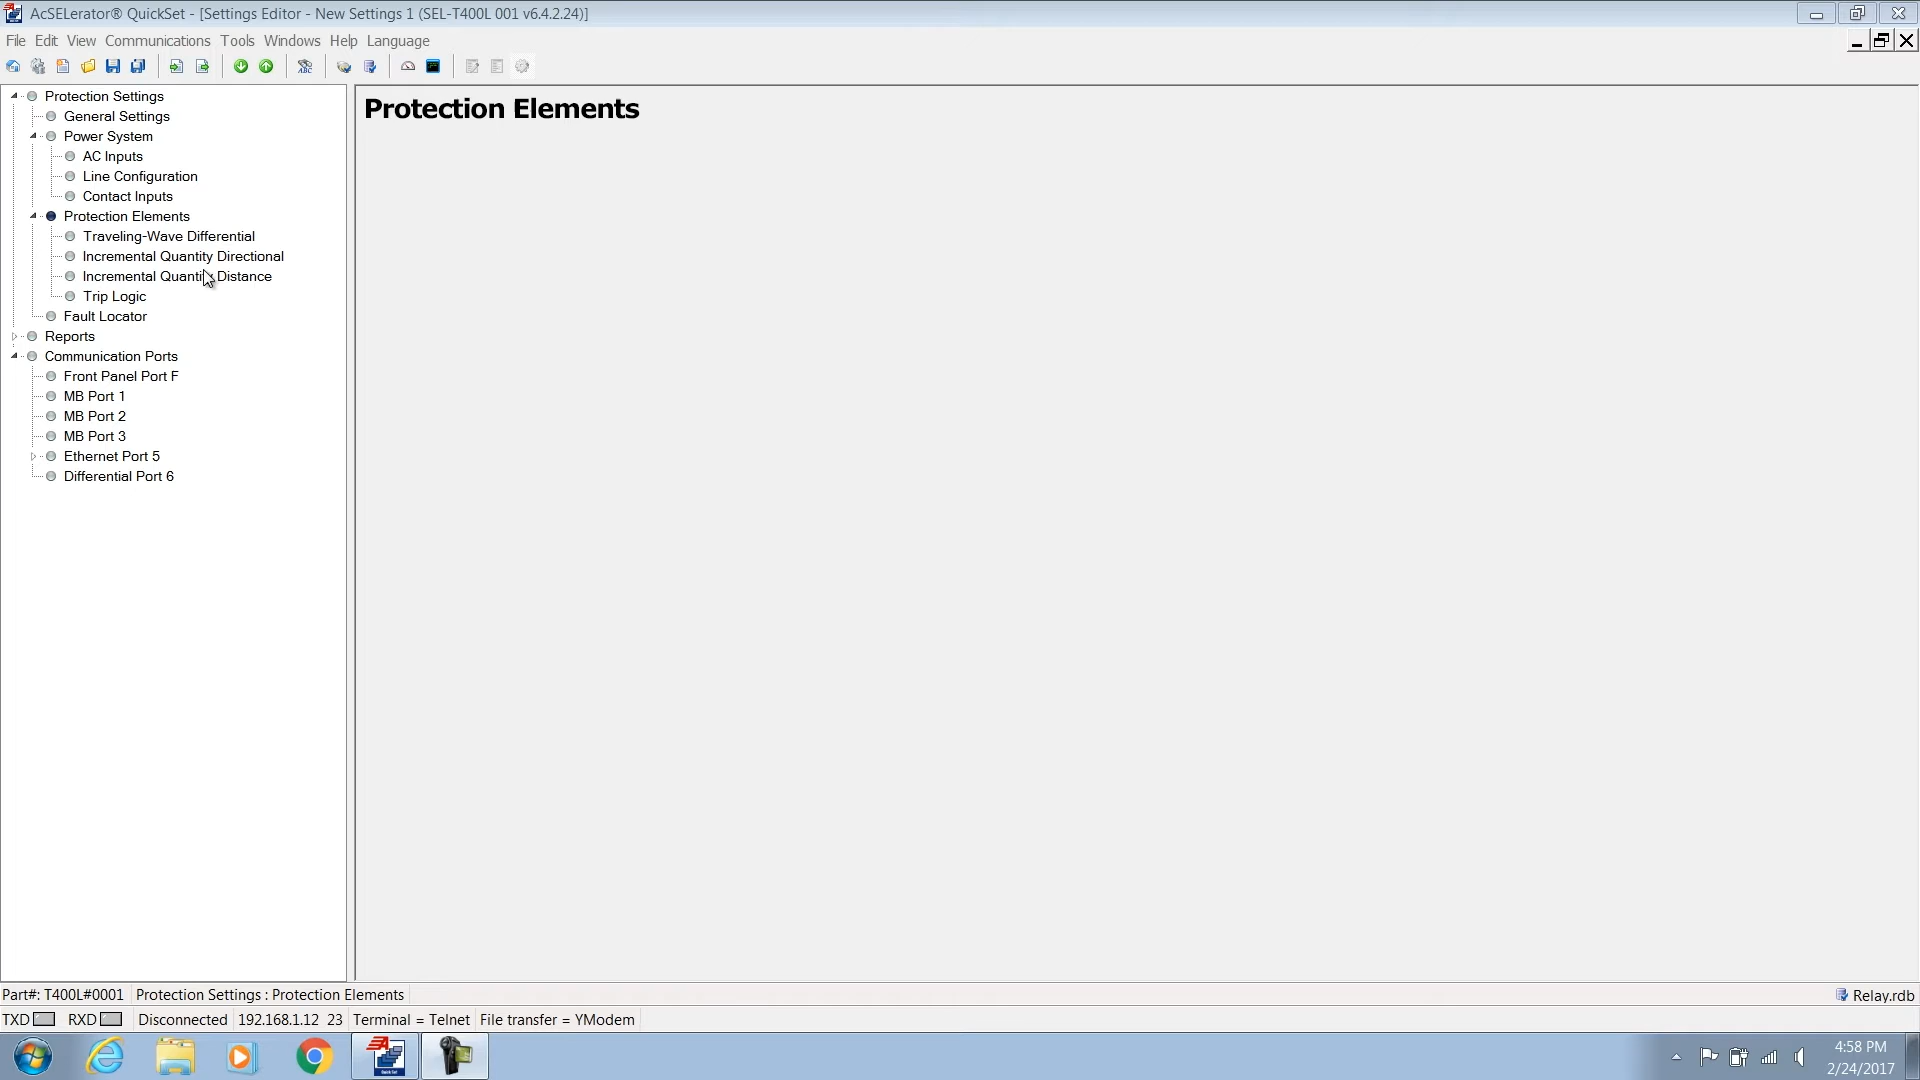 AcSELerator® QuickSet - [Settings Editor - New Settings 1 (SEL-T400L 001 v6.4.2.24)]
File Edit View Communications Tools Windows Help Language
Protection Settings
General Settings
Power System
AC Inputs
Line Configuration
Contact Inputs
Protection Elements
Traveling-Wave Differential
Incremental Quantity Directional
Incremental Quantity Distance
Trip Logic
Fault Locator
Reports
Communication Ports
Front Panel Port F
MB Port 1
MB Port 2
MB Port 3
Ethernet Port 5
Differential Port 6
Protection Elements
Part#: T400L#0001 Protection Settings : Protection Elements Relay.rdb
TXD RXD Disconnected 192.168.1.12 23 Terminal = Telnet File transfer = YModem
4:58 PM
2/24/2017